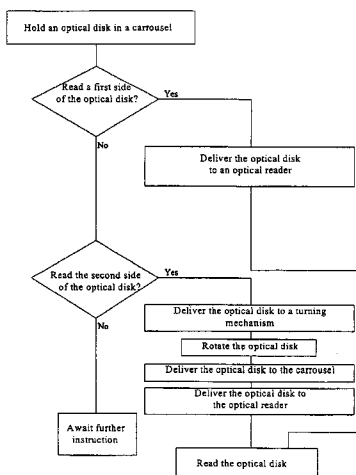 Hold an optical disk in a carrousel
Read a first side
of the optical disk?
Yes
No
Deliver the optical disk
to an optical reader
Read the second side
of the optical disk?
Yes
No
Deliver the optical disk to a turning
mechanism
Rotate the optical disk
Deliver the optical disk to the carrousel
Deliver the optical disk to
the optical reader
Await further
instruction
Read the optical disk